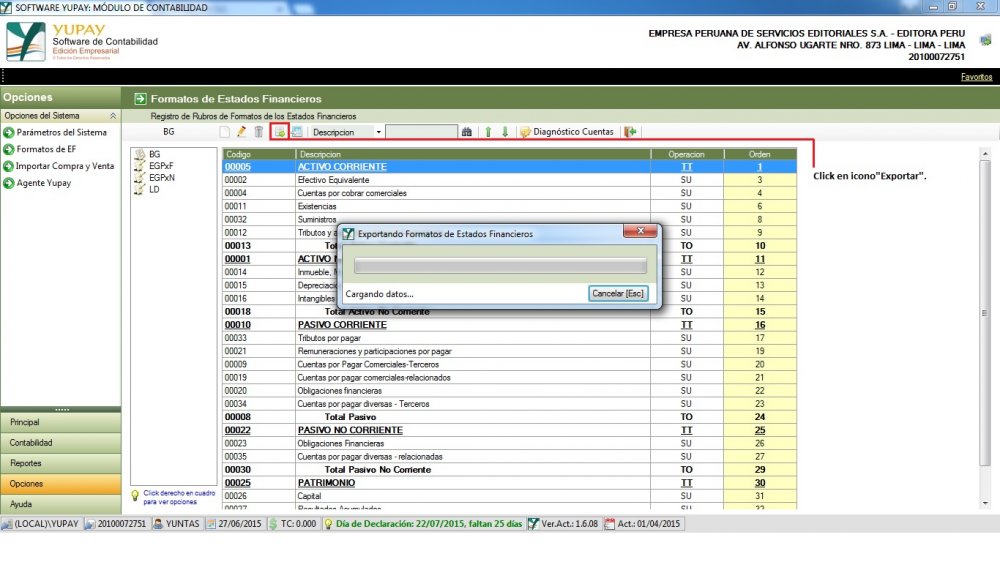 SOFTWARE YUPAY: MÓDULO DE CONTABILIDAD
YUPAY
Software de Contabilidad
Edición Empresarial
EMPRESA PERUANA DE SERVICIOS EDITORIALES S.A. - EDITORA PERU
AV. ALFONSO UGARTE NRO. 873 LIMA - LIMA - LIMA
20100072751
Favoritos
Opciones
Opciones del Sistema
Parámetros del Sistema
Formatos de EF
Importar Compra y Venta
Agente Yupay
Formatos de Estados Financieros
Registro de Rubros de Formatos de los Estados Financieros
BG Descripcion Diagnóstico Cuentas
BG
EGPxF
EGPxN
LD
Click en icono"Exportar".
Codigo Descripcion Operacion Orden
00005 ACTIVO CORRIENTE TT 1
00002 Efectivo Equivalente SU 3
00004 Cuentas por cobrar comerciales SU 4
00011 Existencias SU 6
00032 Suministros SU 8
00012 Tributos y a SU 9
00013 To TO 10
00001 ACTIVO TT 11
00014 Inmueble, SU 12
00015 Depreciaci SU 13
00016 Intangibles SU 14
00018 Total Activo No Corriente TO 15
00010 PASIVO CORRIENTE TT 16
00033 Tributos por pagar SU 17
00021 Remuneraciones y participaciones por pagar SU 19
00009 Cuentas por Pagar Comerciales-Terceros SU 20
00019 Cuentas por pagar comerciales-relacionados SU 21
00020 Obligaciones financieras SU 22
00034 Cuentas por pagar diversas - Terceros SU 23
00008 Total Pasivo TO 24
00022 PASIVO NO CORRIENTE TT 25
00023 Obligaciones Financieras SU 26
00035 Cuentas por pagar diversas - relacionadas SU 27
00030 Total Pasivo No Corriente TO 29
00025 PATRIMONIO TT 30
00026 Capital SU 31
00027 Resultados Acumulados SU 32
Exportando Formatos de Estados Financieros
Cargando datos...
Cancelar [Esc]
Principal
Contabilidad
Reportes
Opciones
Ayuda
Click derecho en cuadro
para ver opciones
(LOCAL)\YUPAY 20100072751 YUNTAS 27/06/2015 TC: 0.000 Día de Declaración: 22/07/2015, faltan 25 días Ver.Act.: 1.6.08 Act.: 01/04/2015